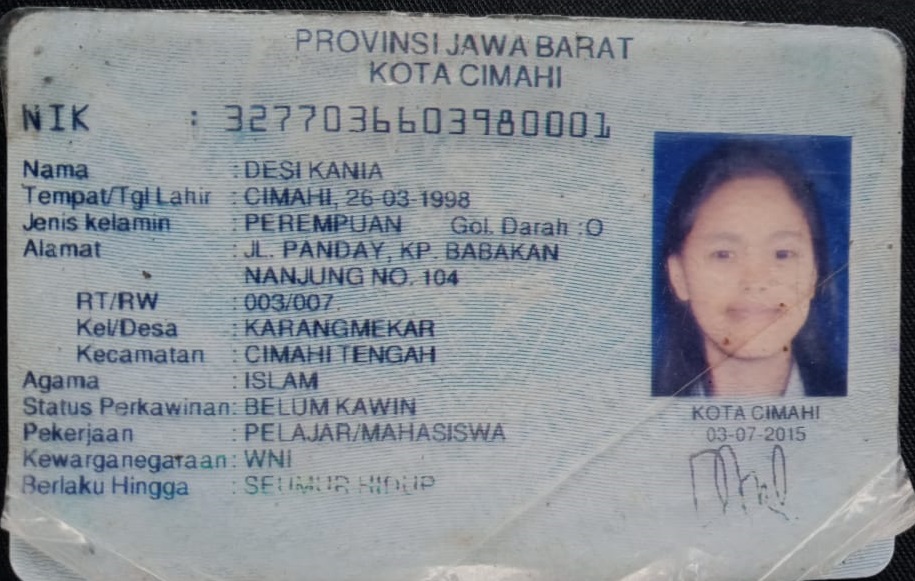 PROVINSI JAWA BARAT
KOTA CIMAHI
NIK : 3277036603980001
Nama : DESI KANIA
Tempat/Tgl Lahir : CIMAHI, 26-03-1998
Jenis kelamin : PEREMPUAN Gol. Darah :O
Alamat : JL. PANDAY, KP. BABAKAN
NANJUNG NO. 104
RT/RW : 003/007
Kel/Desa : KARANGMEKAR
Kecamatan : CIMAHI TENGAH
Agama : ISLAM
Status Perkawinan: BELUM KAWIN
Pekerjaan : PELAJAR/MAHASISWA
Kewarganegaraan: WNI
Berlaku Hingga : SEUMUR HIDUP
KOTA CIMAHI
03-07-2015